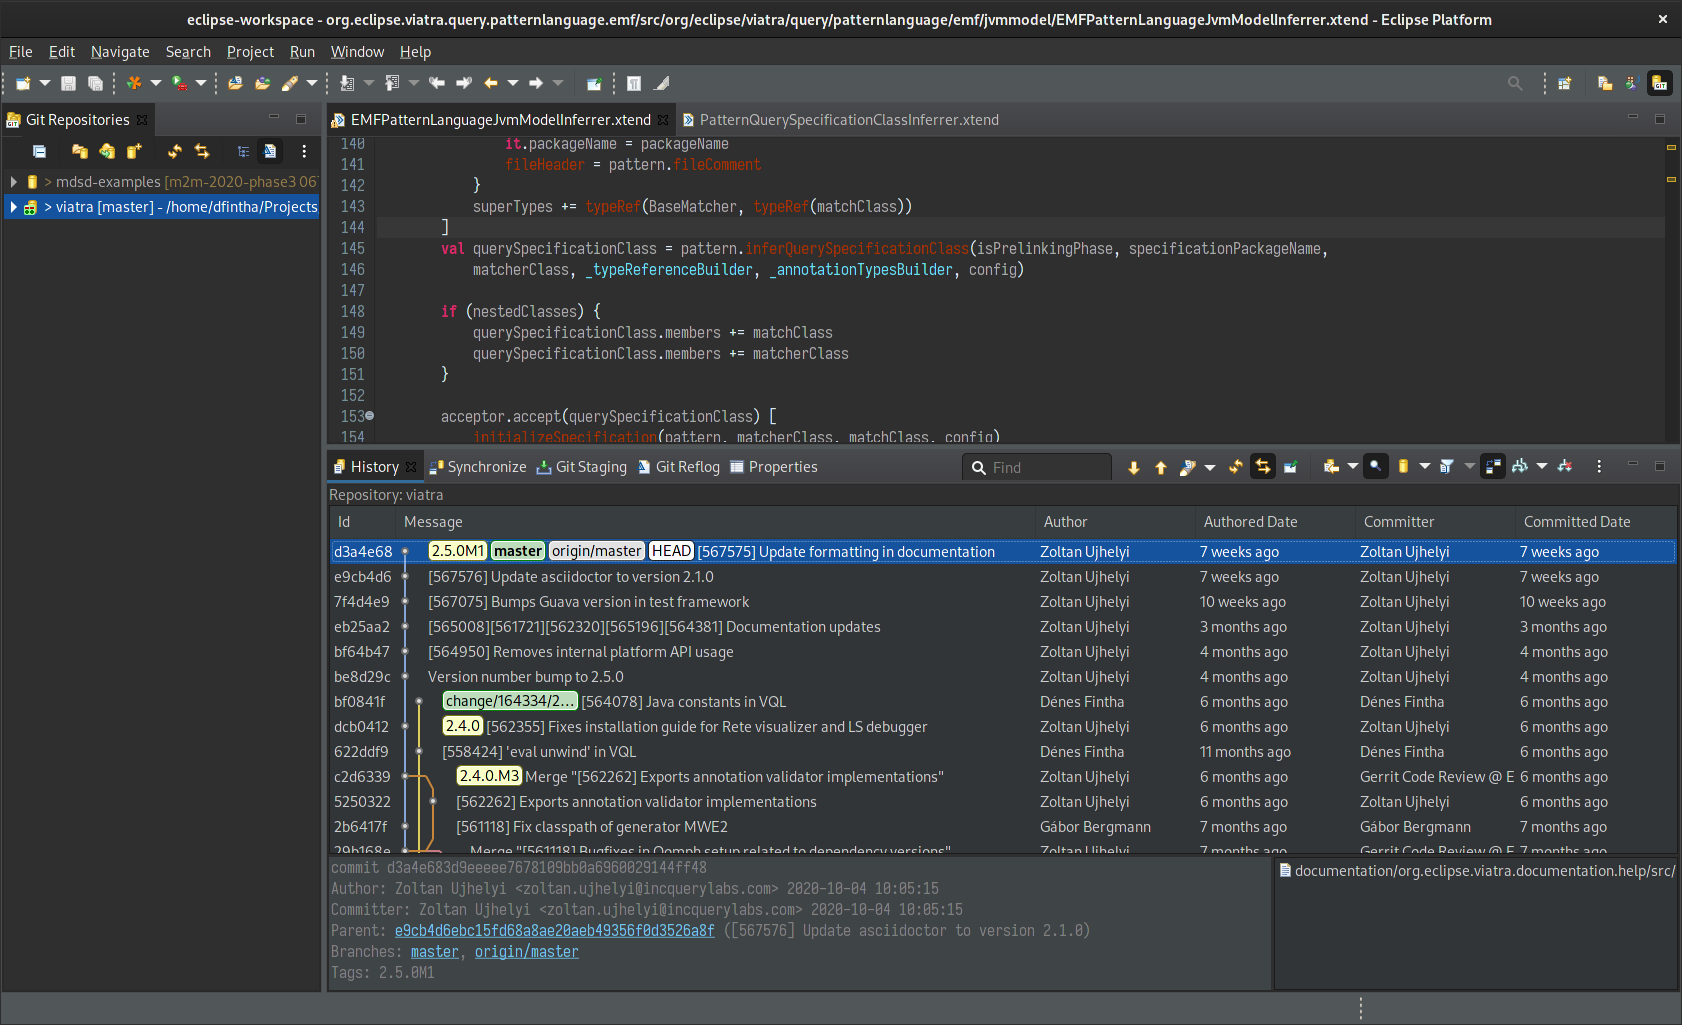 eclipse-workspace - org.eclipse.viatra.query.patternlanguage.emf/src/org/eclipse/viatra/query/patternlanguage/emf/jvmmodel/EMFPatternLanguageJvmModelInferrer.xtend - Eclipse Platform
File Edit Navigate Search Project Run Window Help
Git Repositories
> mdsd-examples [m2m-2020-phase3 06
> viatra [master] - /home/dfintha/Projects
EMFPatternLanguageJvmModelInferrer.xtend PatternQuerySpecificationClassInferrer.xtend
140 it.packageName = packageName
141 fileHeader = pattern.fileComment
142 }
143 superTypes += typeRef(BaseMatcher, typeRef(matchClass))
144 ]
145 val querySpecificationClass = pattern.inferQuerySpecificationClass(isPrelinkingPhase, specificationPackageName,
146 matcherClass, _typeReferenceBuilder, _annotationTypesBuilder, config)
147
148 if (nestedClasses) {
149 querySpecificationClass.members += matchClass
150 querySpecificationClass.members += matcherClass
151 }
152
153 acceptor.accept(querySpecificationClass) [
154 initializeSpecification(pattern, matcherClass, matchClass, config)
History Synchronize Git Staging Git Reflog Properties Find
Repository: viatra
Id Message Author Authored Date Committer Committed Date
d3a4e68 2.5.0M1 master origin/master HEAD [567575] Update formatting in documentation Zoltan Ujhelyi 7 weeks ago Zoltan Ujhelyi 7 weeks ago
e9cb4d6 [567576] Update asciidoctor to version 2.1.0 Zoltan Ujhelyi 7 weeks ago Zoltan Ujhelyi 7 weeks ago
7f4d4e9 [567075] Bumps Guava version in test framework Zoltan Ujhelyi 10 weeks ago Zoltan Ujhelyi 10 weeks ago
eb25aa2 [565008][561721][562320][565196][564381] Documentation updates Zoltan Ujhelyi 3 months ago Zoltan Ujhelyi 3 months ago
bf64b47 [564950] Removes internal platform API usage Zoltan Ujhelyi 4 months ago Zoltan Ujhelyi 4 months ago
be8d29c Version number bump to 2.5.0 Zoltan Ujhelyi 4 months ago Zoltan Ujhelyi 4 months ago
bf0841f change/164334/2... [564078] Java constants in VQL Dénes Fintha 6 months ago Dénes Fintha 6 months ago
dcb0412 2.4.0 [562355] Fixes installation guide for Rete visualizer and LS debugger Zoltan Ujhelyi 6 months ago Zoltan Ujhelyi 6 months ago
622ddf9 [558424] 'eval unwind' in VQL Dénes Fintha 11 months ago Dénes Fintha 6 months ago
c2d6339 2.4.0.M3 Merge "[562262] Exports annotation validator implementations" Zoltan Ujhelyi 6 months ago Gerrit Code Review @ E 6 months ago
5250322 [562262] Exports annotation validator implementations Zoltan Ujhelyi 6 months ago Zoltan Ujhelyi 6 months ago
2b6417f [561118] Fix classpath of generator MWE2 Gábor Bergmann 7 months ago Gábor Bergmann 7 months ago
29b168e Merge "[561118] Bugfixes in Oomph setup related to dependency versions" Zoltan Ujhelyi 7 months ago Gerrit Code Review @ E 7 months ago
commit d3a4e683d9eeeee7678109bb0a6960029144ff48
Author: Zoltan Ujhelyi <zoltan.ujhelyi@incquerylabs.com> 2020-10-04 10:05:15
Committer: Zoltan Ujhelyi <zoltan.ujhelyi@incquerylabs.com> 2020-10-04 10:05:15
Parent: e9cb4d6ebc15fd68a8ae20aeb49356f0d3526a8f ([567576] Update asciidoctor to version 2.1.0)
Branches: master, origin/master
Tags: 2.5.0M1
documentation/org.eclipse.viatra.documentation.help/src/